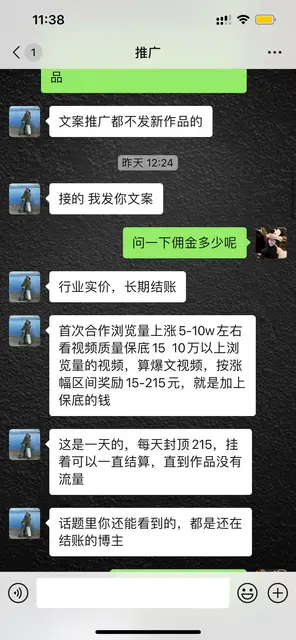 11:38
1
推广
品
文案推广都不发新作品的
昨天 12:24
接的 我发你文案
问一下佣金多少呢
行业实价，长期结账
首次合作浏览量上涨5-10w左右
看视频质量保底15 10万以上浏
览量的视频，算爆文视频，按涨
幅区间奖励15-215元，就是加上
保底的钱
这是一天的，每天封顶215，挂
着可以一直结算，直到作品没有
流量
话题里你还能看到的，都是还在
结账的博主